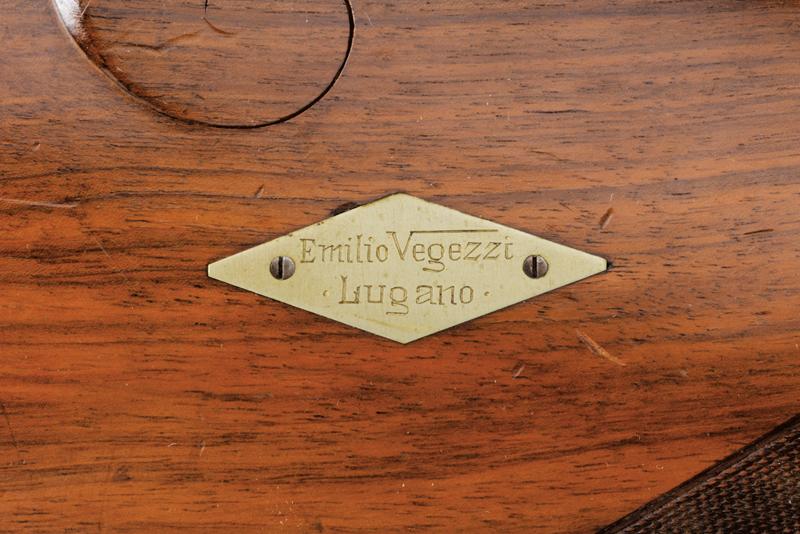 Emilio Vegezzi
· Lugano ·